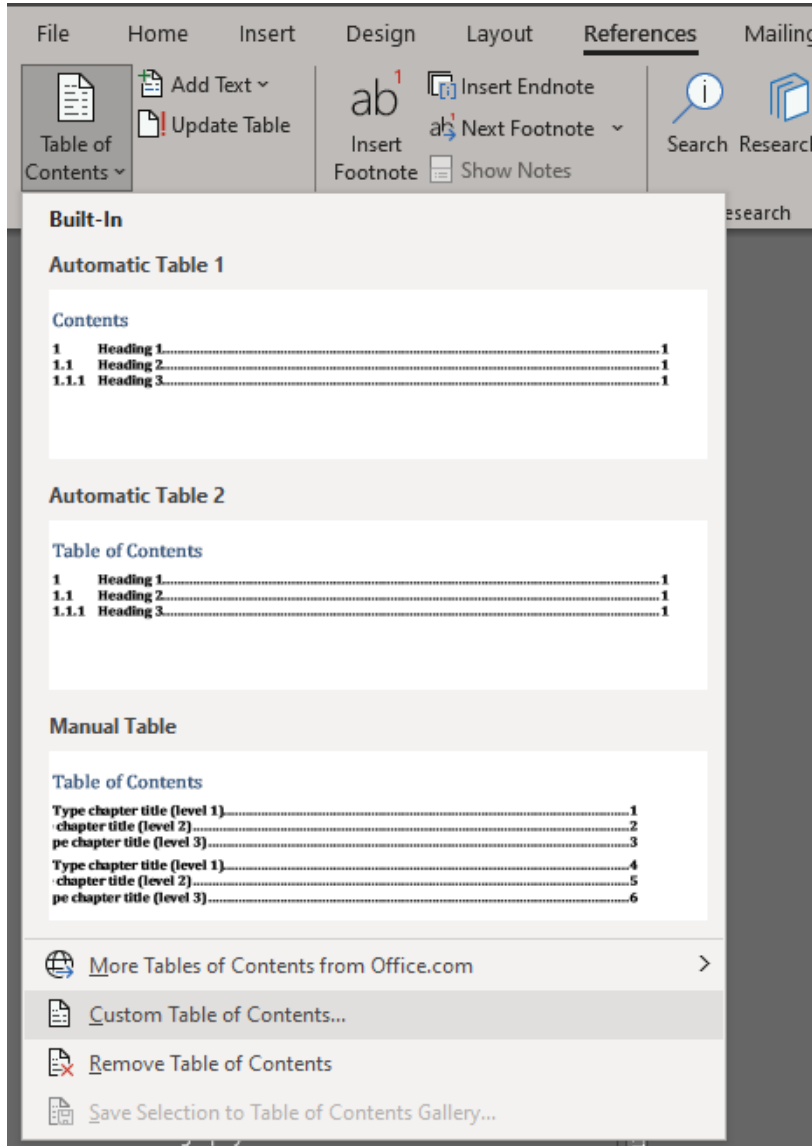 File Home Insert Design Layout References Mailing
Table of Contents
Add Text
Update Table
ab1
Insert Footnote
Insert Endnote
Next Footnote
Show Notes
Search
Research
esearch
Built-In
Automatic Table 1
Contents
1 Heading 1 1
1.1 Heading 2 1
1.1.1 Heading 3 1
Automatic Table 2
Table of Contents
1 Heading 1 1
1.1 Heading 2 1
1.1.1 Heading 3 1
Manual Table
Table of Contents
Type chapter title (level 1) 1
chapter title (level 2) 2
pe chapter title (level 3) 3
Type chapter title (level 1) 4
chapter title (level 2) 5
pe chapter title (level 3) 6
More Tables of Contents from Office.com
Custom Table of Contents...
Remove Table of Contents
Save Selection to Table of Contents Gallery...